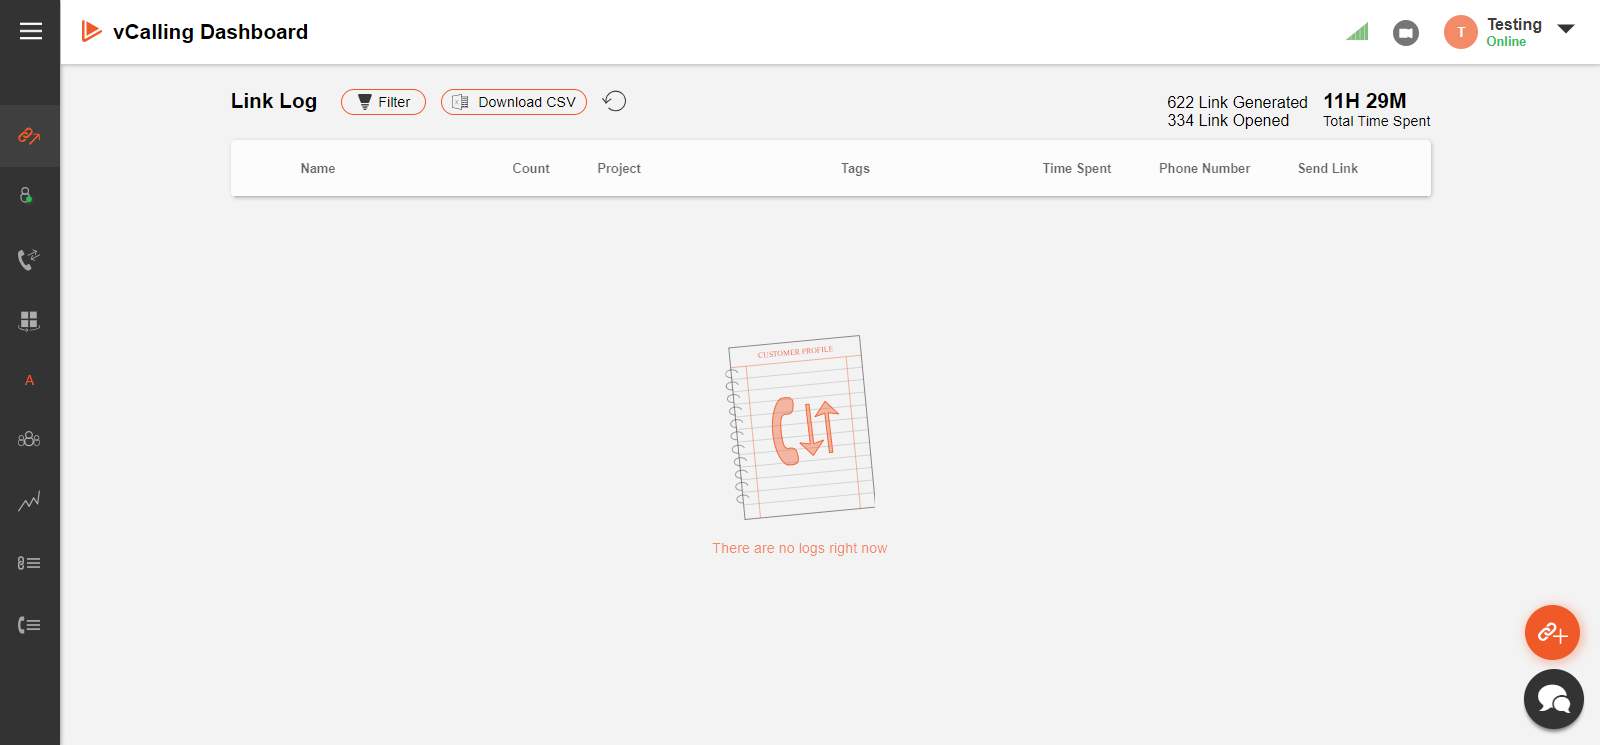 vCalling Dashboard
T
Testing
Online
Link Log
Filter
Download CSV
622 Link Generated
334 Link Opened
11H 29M
Total Time Spent
Name
Count
Project
Tags
Time Spent
Phone Number
Send Link
A
CUSTOMER PROFILE
There are no logs right now